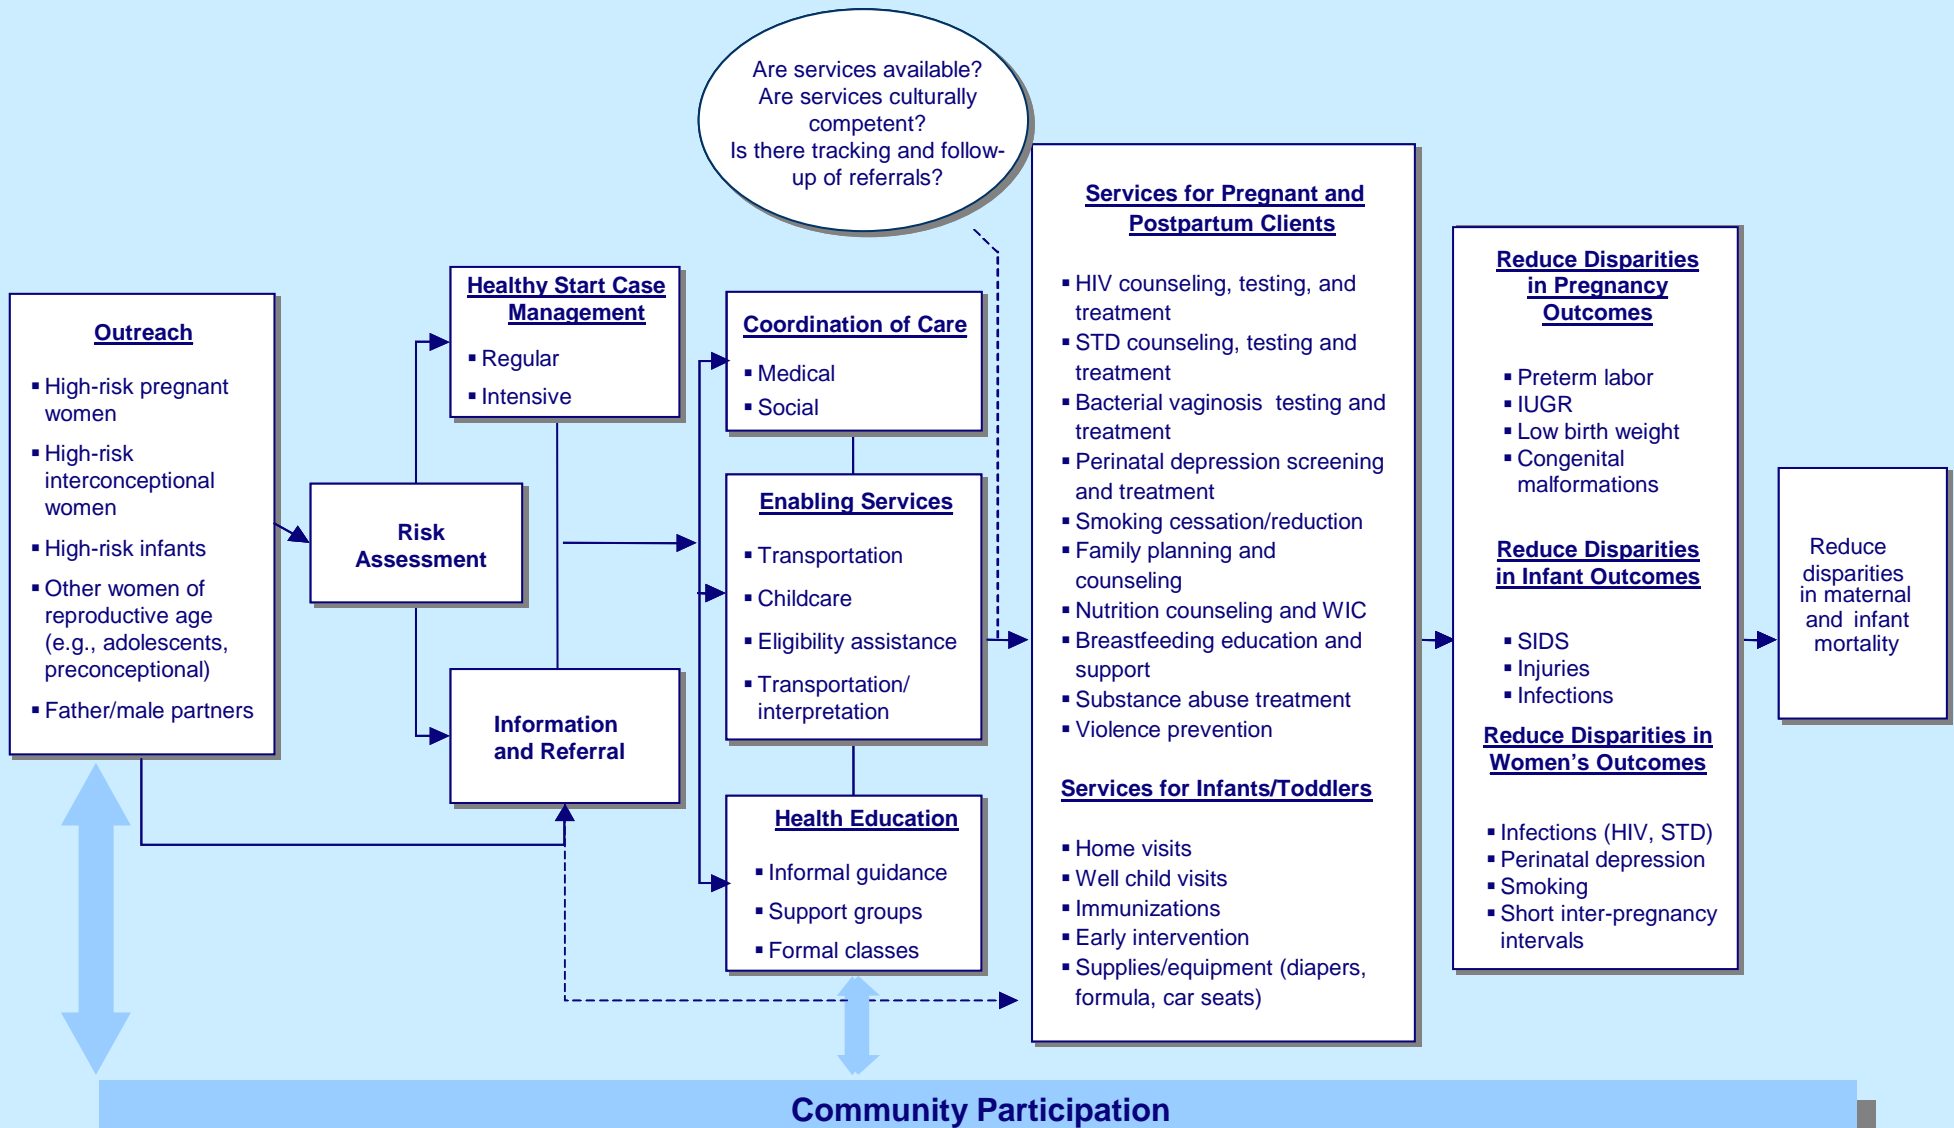 Are services available?
Are services culturally
competent?
Is there tracking and follow-
up of referrals?
Outreach
▪ High-risk pregnant
women
▪ High-risk
interconceptional
women
▪ High-risk infants
▪ Other women of
reproductive age
(e.g., adolescents,
preconceptional)
▪ Father/male partners
Risk
Assessment
Healthy Start Case
Management
▪ Regular
▪ Intensive
Information
and Referral
Coordination of Care
▪ Medical
▪ Social
Enabling Services
▪ Transportation
▪ Childcare
▪ Eligibility assistance
▪ Transportation/
interpretation
Health Education
▪ Informal guidance
▪ Support groups
▪ Formal classes
Services for Pregnant and
Postpartum Clients
▪ HIV counseling, testing, and
treatment
▪ STD counseling, testing and
treatment
▪ Bacterial vaginosis testing and
treatment
▪ Perinatal depression screening
and treatment
▪ Smoking cessation/reduction
▪ Family planning and
counseling
▪ Nutrition counseling and WIC
▪ Breastfeeding education and
support
▪ Substance abuse treatment
▪ Violence prevention
Services for Infants/Toddlers
▪ Home visits
▪ Well child visits
▪ Immunizations
▪ Early intervention
▪ Supplies/equipment (diapers,
formula, car seats)
Reduce Disparities
in Pregnancy
Outcomes
▪ Preterm labor
▪ IUGR
▪ Low birth weight
▪ Congenital
malformations
Reduce Disparities
in Infant Outcomes
▪ SIDS
▪ Injuries
▪ Infections
Reduce Disparities in
Women’s Outcomes
▪ Infections (HIV, STD)
▪ Perinatal depression
▪ Smoking
▪ Short inter-pregnancy
intervals
Reduce
disparities
in maternal
and infant
mortality
Community Participation